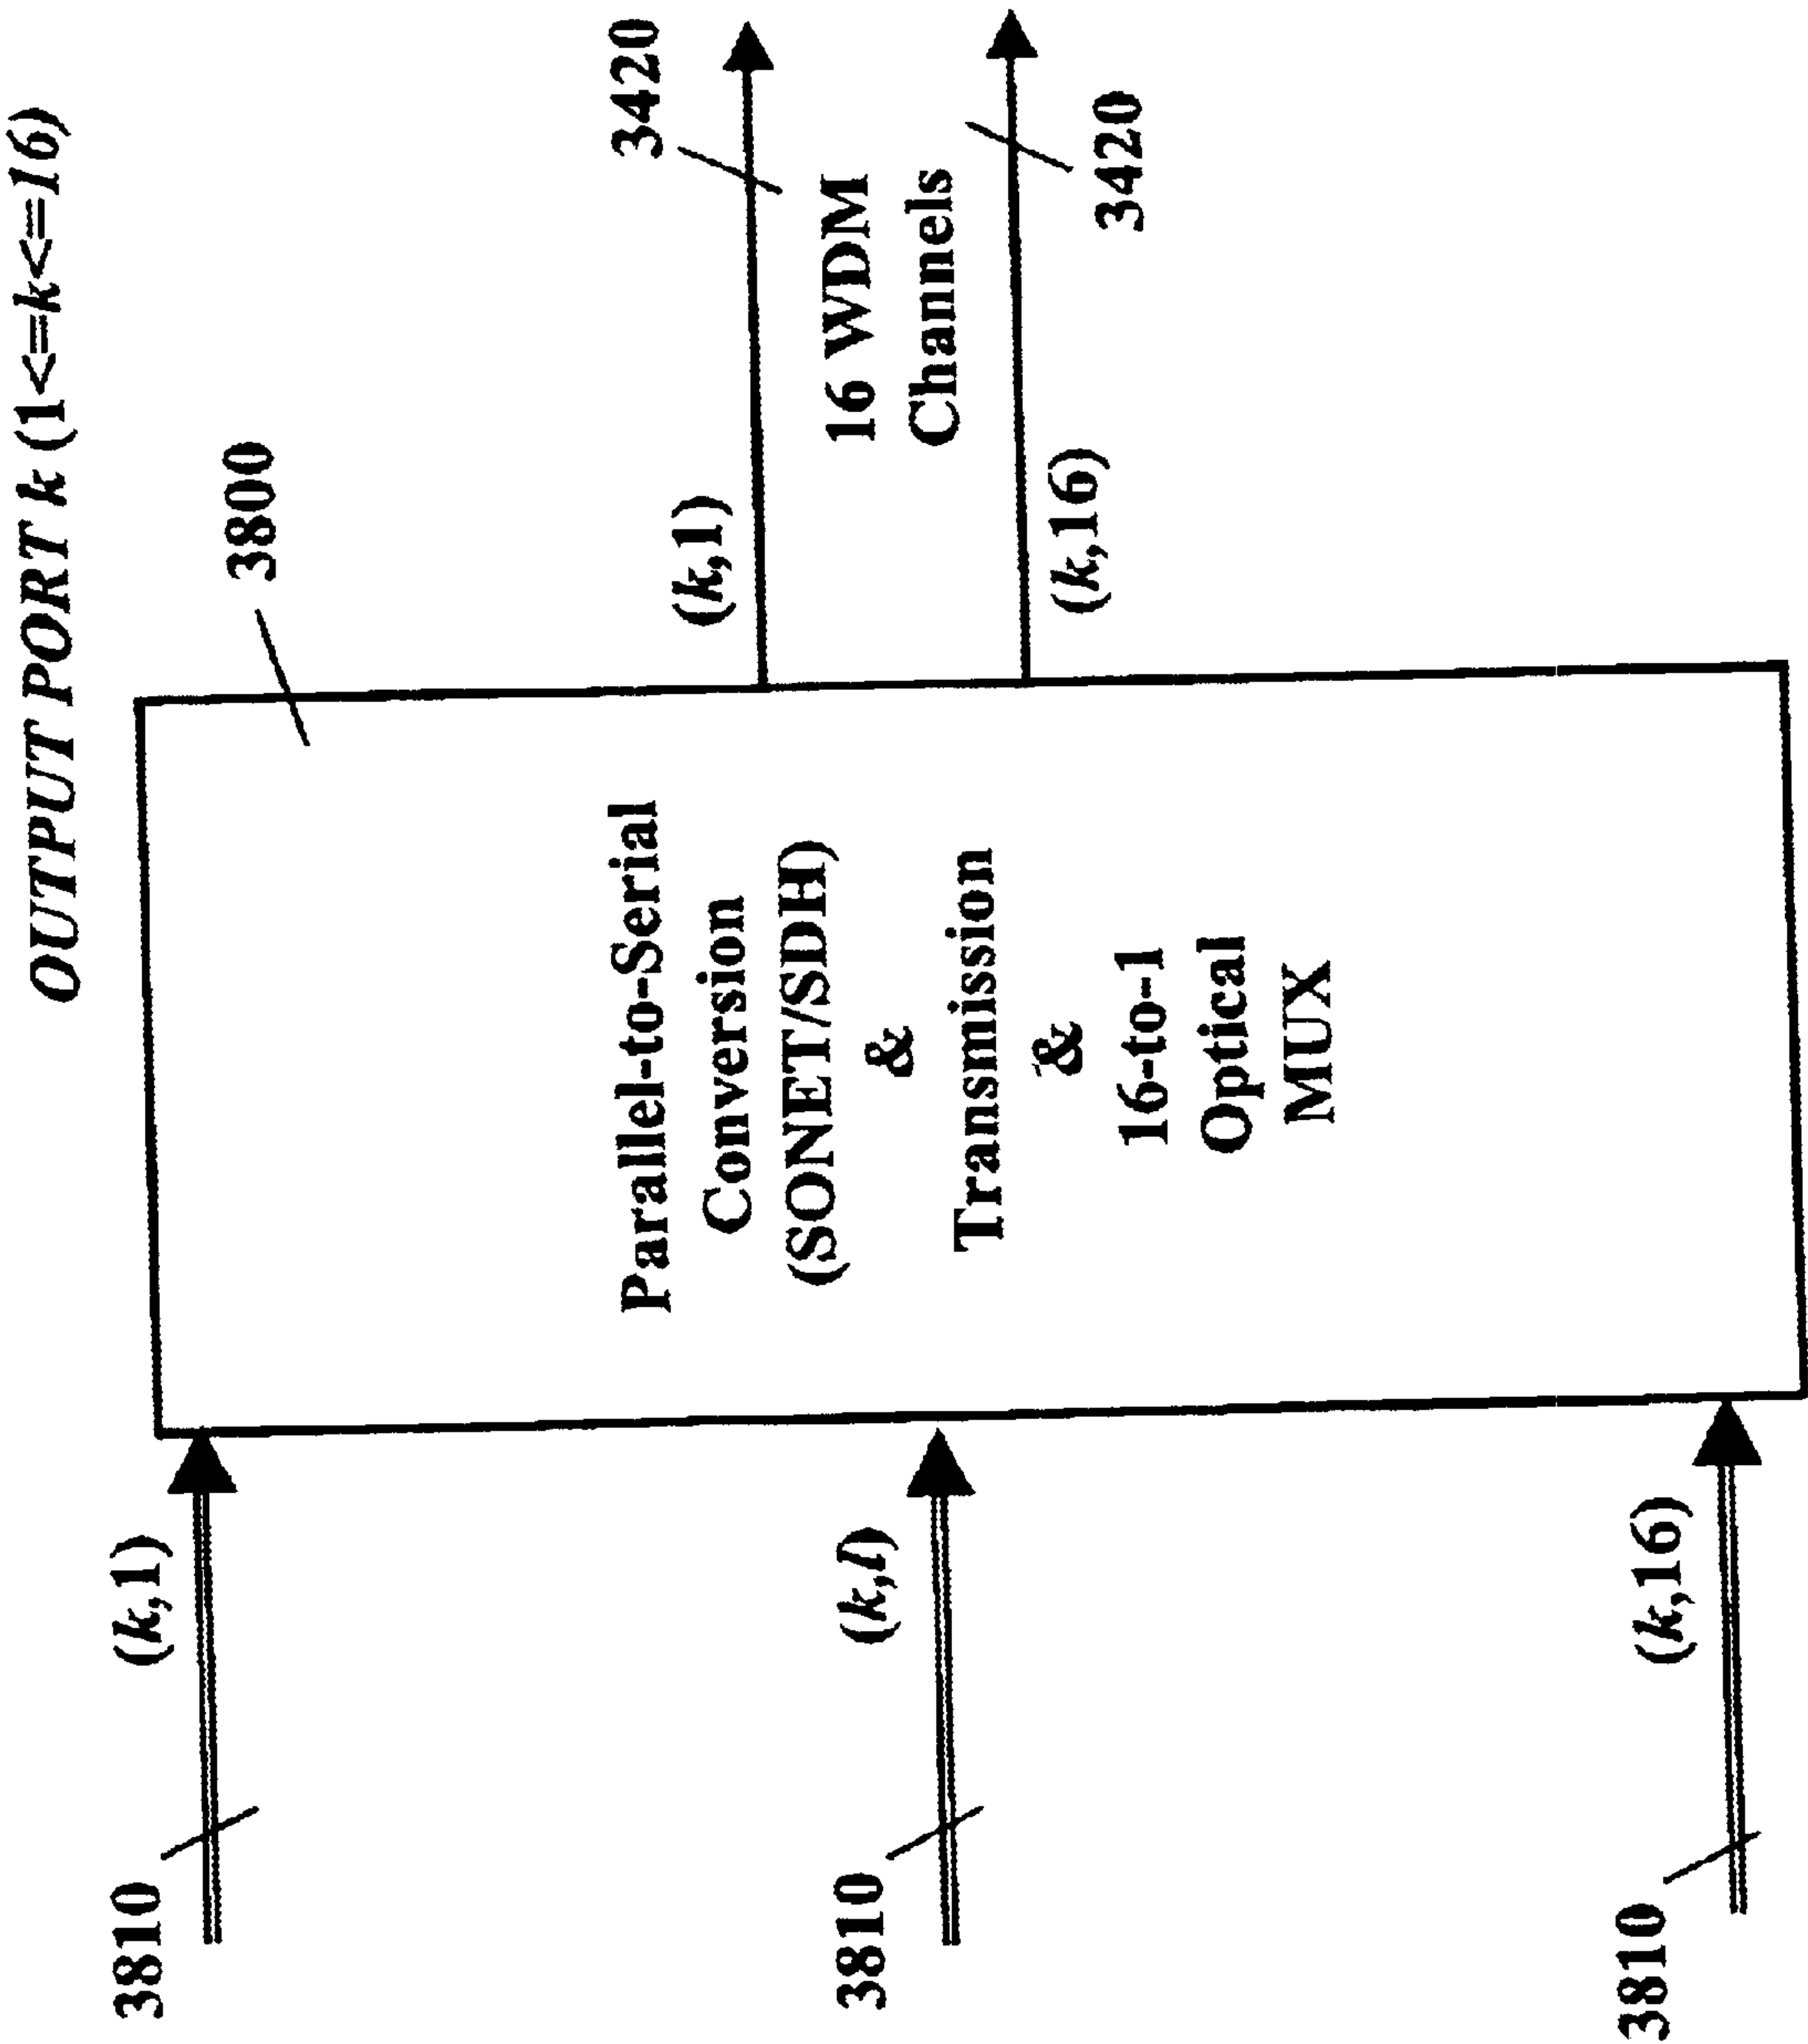 OUTPUT PORT k (1<=k<=16)
3800
3810
(k,1)
3810
(k,l)
3810
(k,16)
Parallel-to-Serial
Conversion
(SONET/SDH)
&
Transmission
&
16-to-1
Optical
MUX
(k,1)
3420
16 WDM
Channels
(k,16)
3420